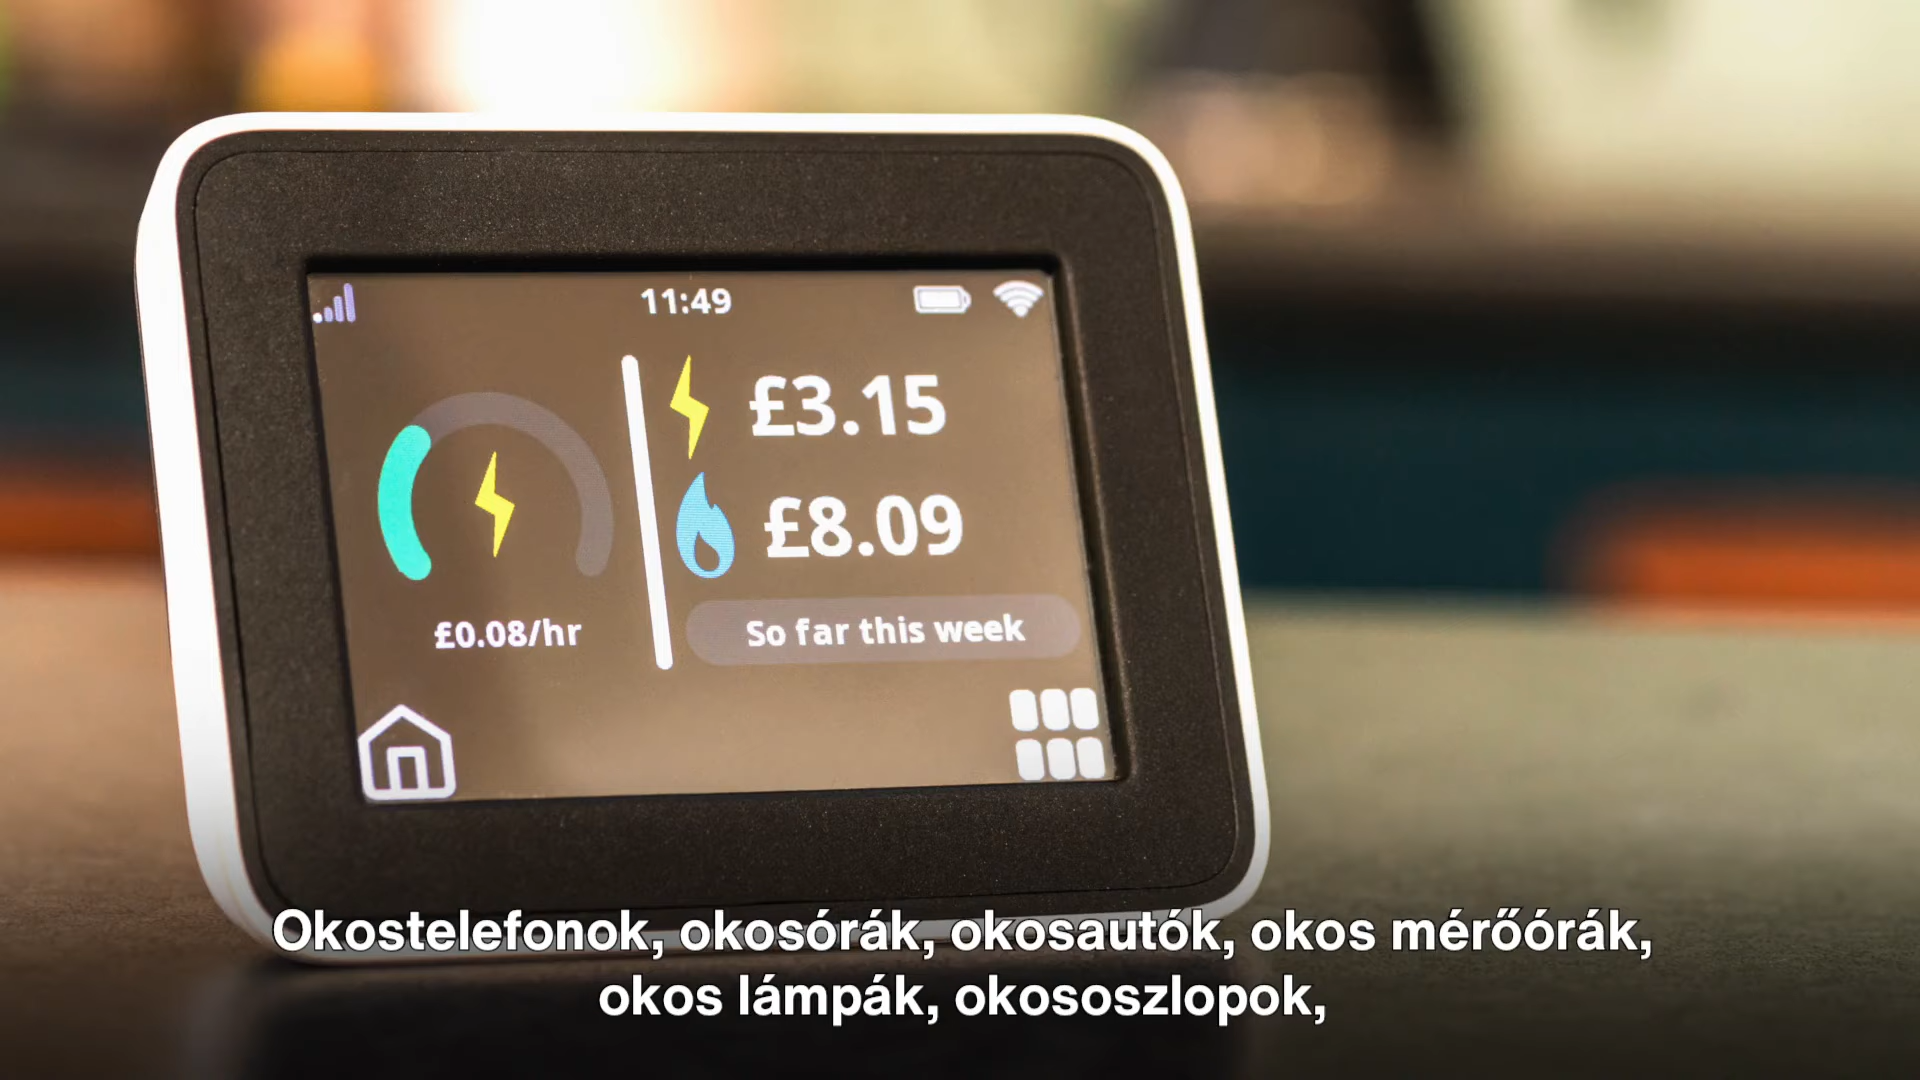 11:49
£3.15
£8.09
£0.08/hr
So far this week
Okostelefonok, okosórák, okosautók, okos mérőórák,
okos lámpák, okososzlopok,